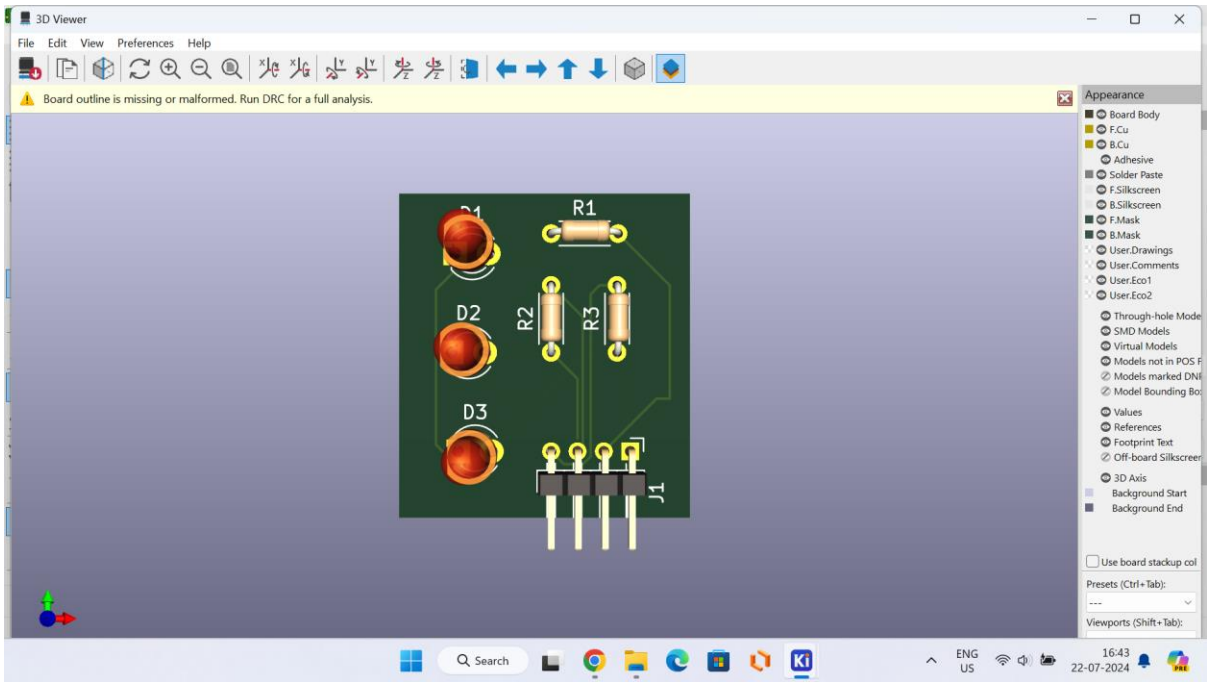 3D Viewer
File Edit View Preferences Help
Board outline is missing or malformed. Run DRC for a full analysis.
Appearance
Board Body
F.Cu
B.Cu
Adhesive
Solder Paste
F.Silkscreen
B.Silkscreen
F.Mask
B.Mask
User.Drawings
User.Comments
User.Eco1
User.Eco2
Through-hole Mode
SMD Models
Virtual Models
Models not in POS F
Models marked DNI
Model Bounding Bo
Values
References
Footprint Text
Off-board Silkscreen
3D Axis
Background Start
Background End
Use board stackup col
Presets (Ctrl+Tab):
---
Viewports (Shift+Tab):
D1
R1
D2
R2
R3
D3
J1
Search
Ki
ENG
US
16:43
22-07-2024
PRE